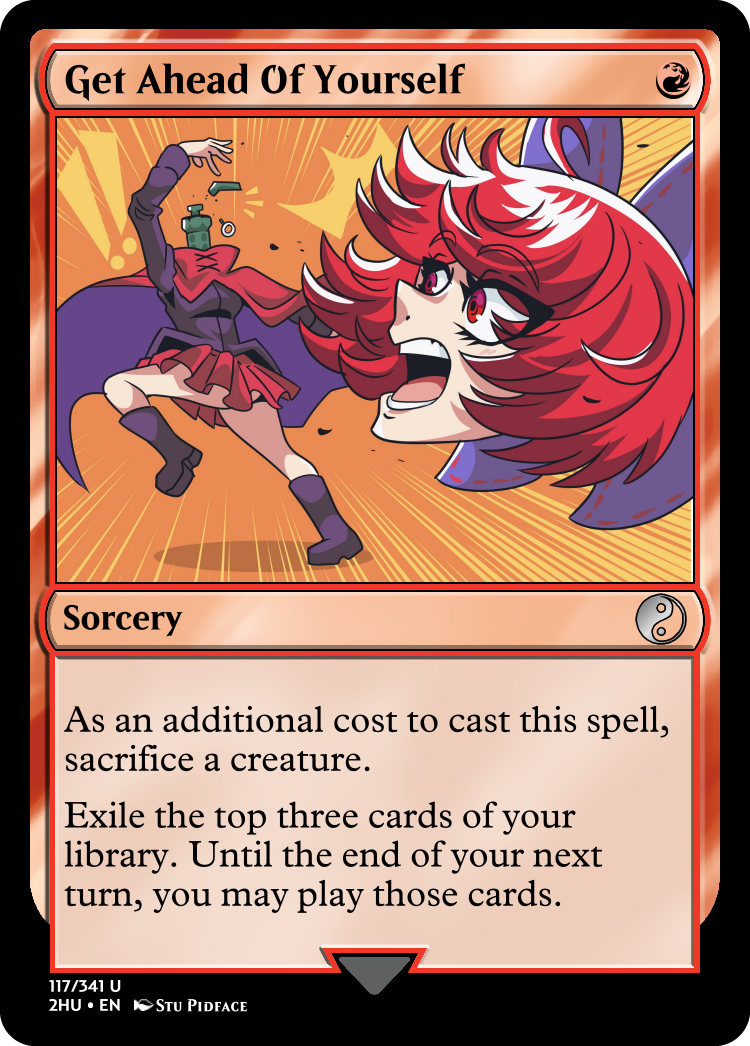 Get Ahead Of Yourself
Sorcery
As an additional cost to cast this spell,
sacrifice a creature.
Exile the top three cards of your
library. Until the end of your next
turn, you may play those cards.
117/341 U
2HU • EN Stu Pidface